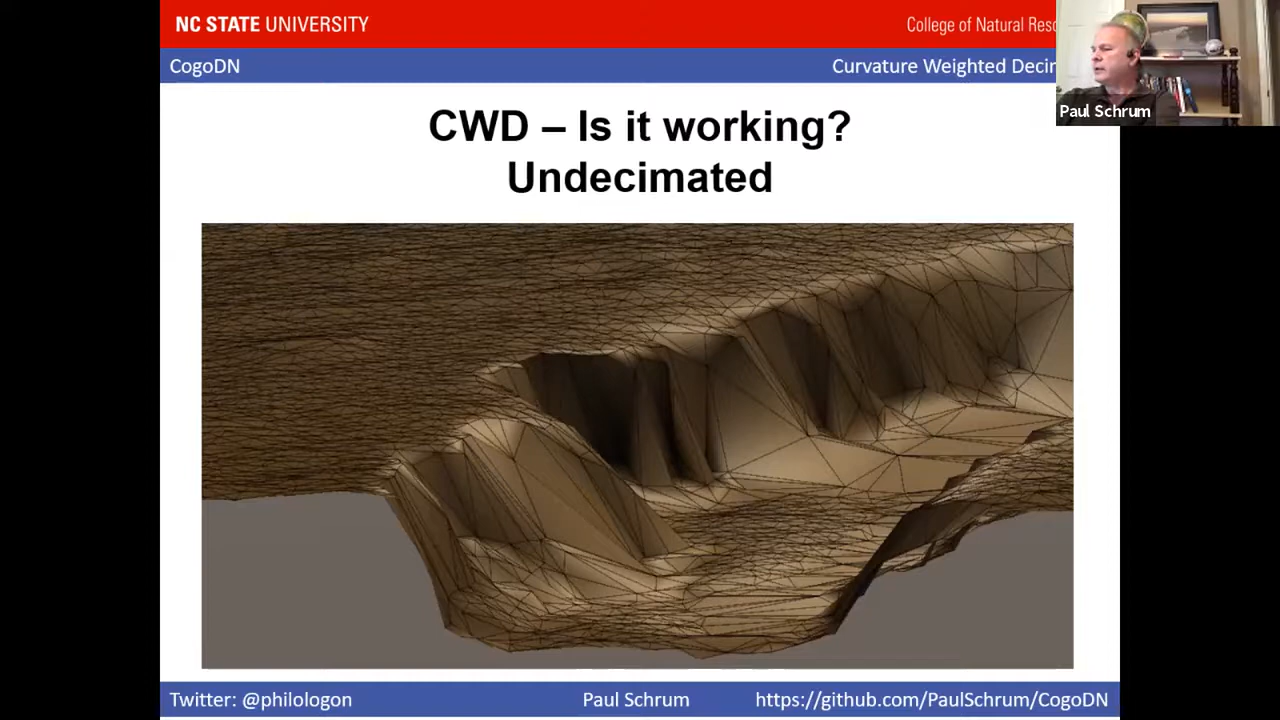 NC STATE UNIVERSITY
College of Natural Reso
CogoDN
Curvature Weighted Decim
Paul Schrum
CWD – Is it working?
Undecimated
Twitter: @philologon
Paul Schrum
https://github.com/PaulSchrum/CogoDN